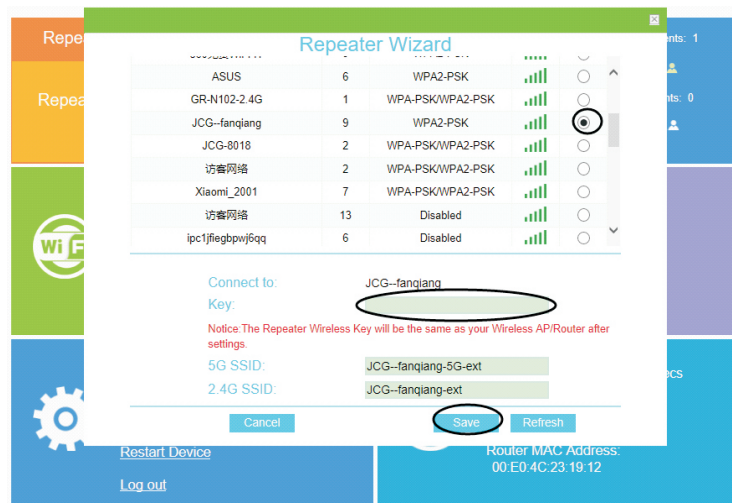 Repe
Repeater Wizard
ents: 1
ASUS 6 WPA2-PSK
GR-N102-2.4G 1 WPA-PSK/WPA2-PSK
Repea
nts: 0
JCG--fanqiang 9 WPA2-PSK
JCG-8018 2 WPA-PSK/WPA2-PSK
访客网络 2 WPA-PSK/WPA2-PSK
Xiaomi_2001 7 WPA-PSK/WPA2-PSK
访客网络 13 Disabled
ipc1jfiegbpwj6qq 6 Disabled
Wi F
Connect to: JCG--fanqiang
Key:
Notice:The Repeater Wireless Key will be the same as your Wireless AP/Router after
settings.
5G SSID: JCG--fanqiang-5G-ext
ecs
2.4G SSID: JCG--fanqiang-ext
Cancel Save Refresh
Restart Device
Router MAC Address:
00:E0:4C:23:19:12
Log out